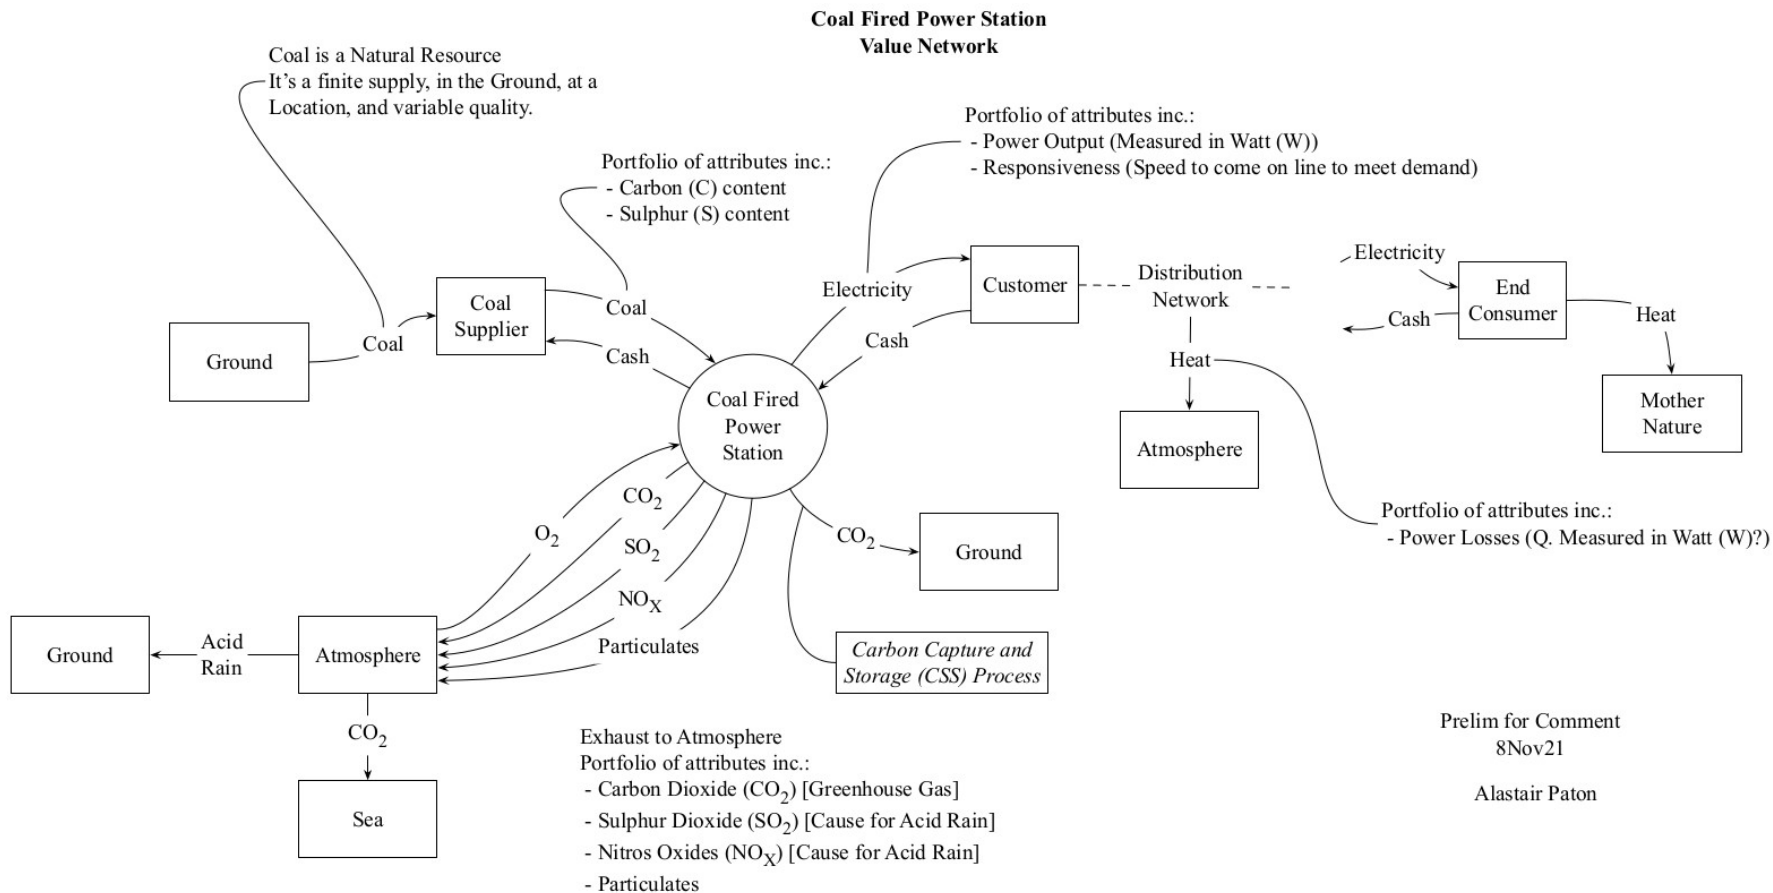 Coal Fired Power Station
Value Network
Coal is a Natural Resource
It's a finite supply, in the Ground, at a
Location, and variable quality.
Portfolio of attributes inc.:
- Carbon (C) content
- Sulphur (S) content
Portfolio of attributes inc.:
- Power Output (Measured in Watt (W))
- Responsiveness (Speed to come on line to meet demand)
Ground
Coal
Coal
Supplier
Coal
Cash
Electricity
Cash
Customer
Distribution
Network
Electricity
Cash
End
Consumer
Heat
Mother
Nature
Heat
Atmosphere
Portfolio of attributes inc.:
- Power Losses (Q. Measured in Watt (W)?)
Coal Fired
Power
Station
O2
CO2
SO2
NOX
Particulates
CO2
Ground
Carbon Capture and
Storage (CSS) Process
Ground
Acid
Rain
Atmosphere
CO2
Sea
Exhaust to Atmosphere
Portfolio of attributes inc.:
- Carbon Dioxide (CO2) [Greenhouse Gas]
- Sulphur Dioxide (SO2) [Cause for Acid Rain]
- Nitros Oxides (NOX) [Cause for Acid Rain]
- Particulates
Prelim for Comment
8Nov21
Alastair Paton